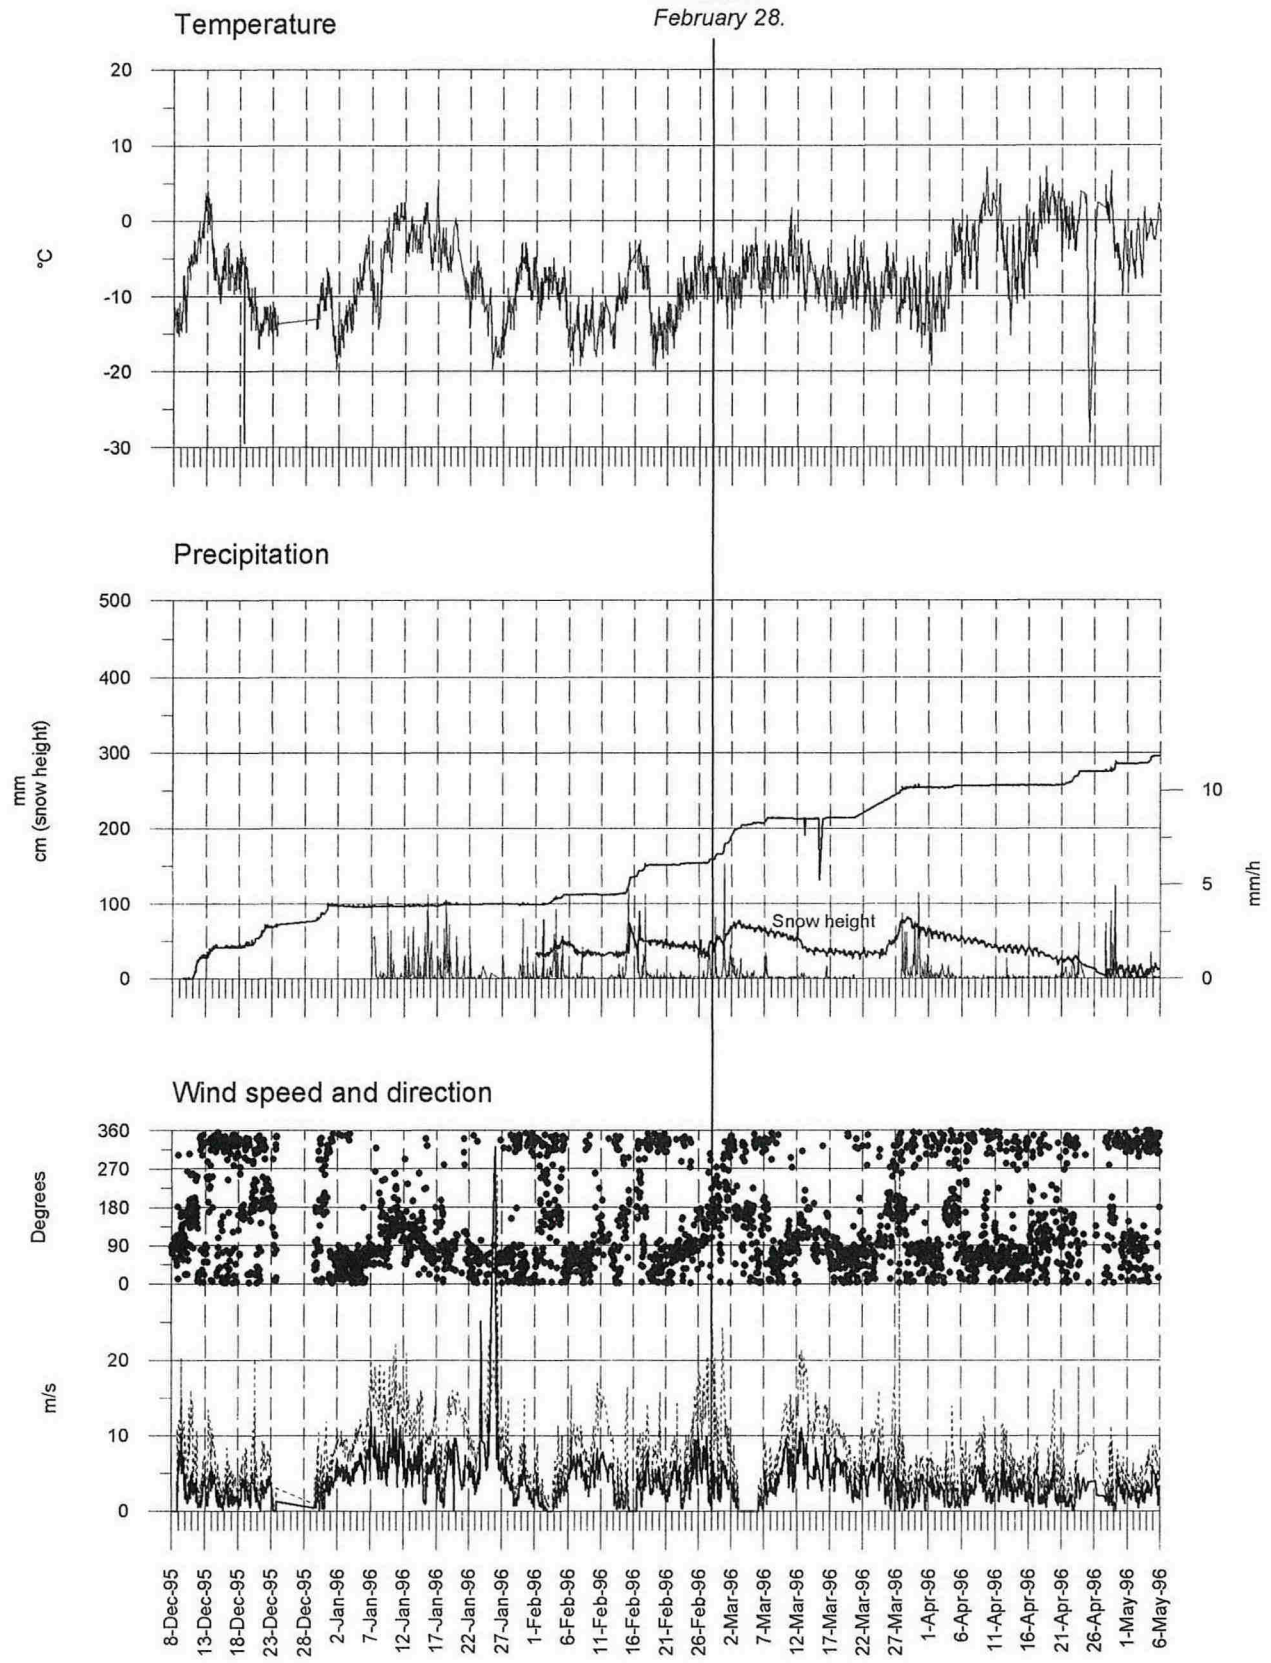 February 28.
Temperature
20
10
0
-10
-20
-30
°C
Precipitation
500
400
300
200
100
0
mm
cm (snow height)
10
5
0
mm/h
Snow height
Wind speed and direction
360
270
180
90
0
Degrees
20
10
0
m/s
8-Dec-95
13-Dec-95
18-Dec-95
23-Dec-95
28-Dec-95
2-Jan-96
7-Jan-96
12-Jan-96
17-Jan-96
22-Jan-96
27-Jan-96
1-Feb-96
6-Feb-96
11-Feb-96
16-Feb-96
21-Feb-96
26-Feb-96
2-Mar-96
7-Mar-96
12-Mar-96
17-Mar-96
22-Mar-96
27-Mar-96
1-Apr-96
6-Apr-96
11-Apr-96
16-Apr-96
21-Apr-96
26-Apr-96
1-May-96
6-May-96